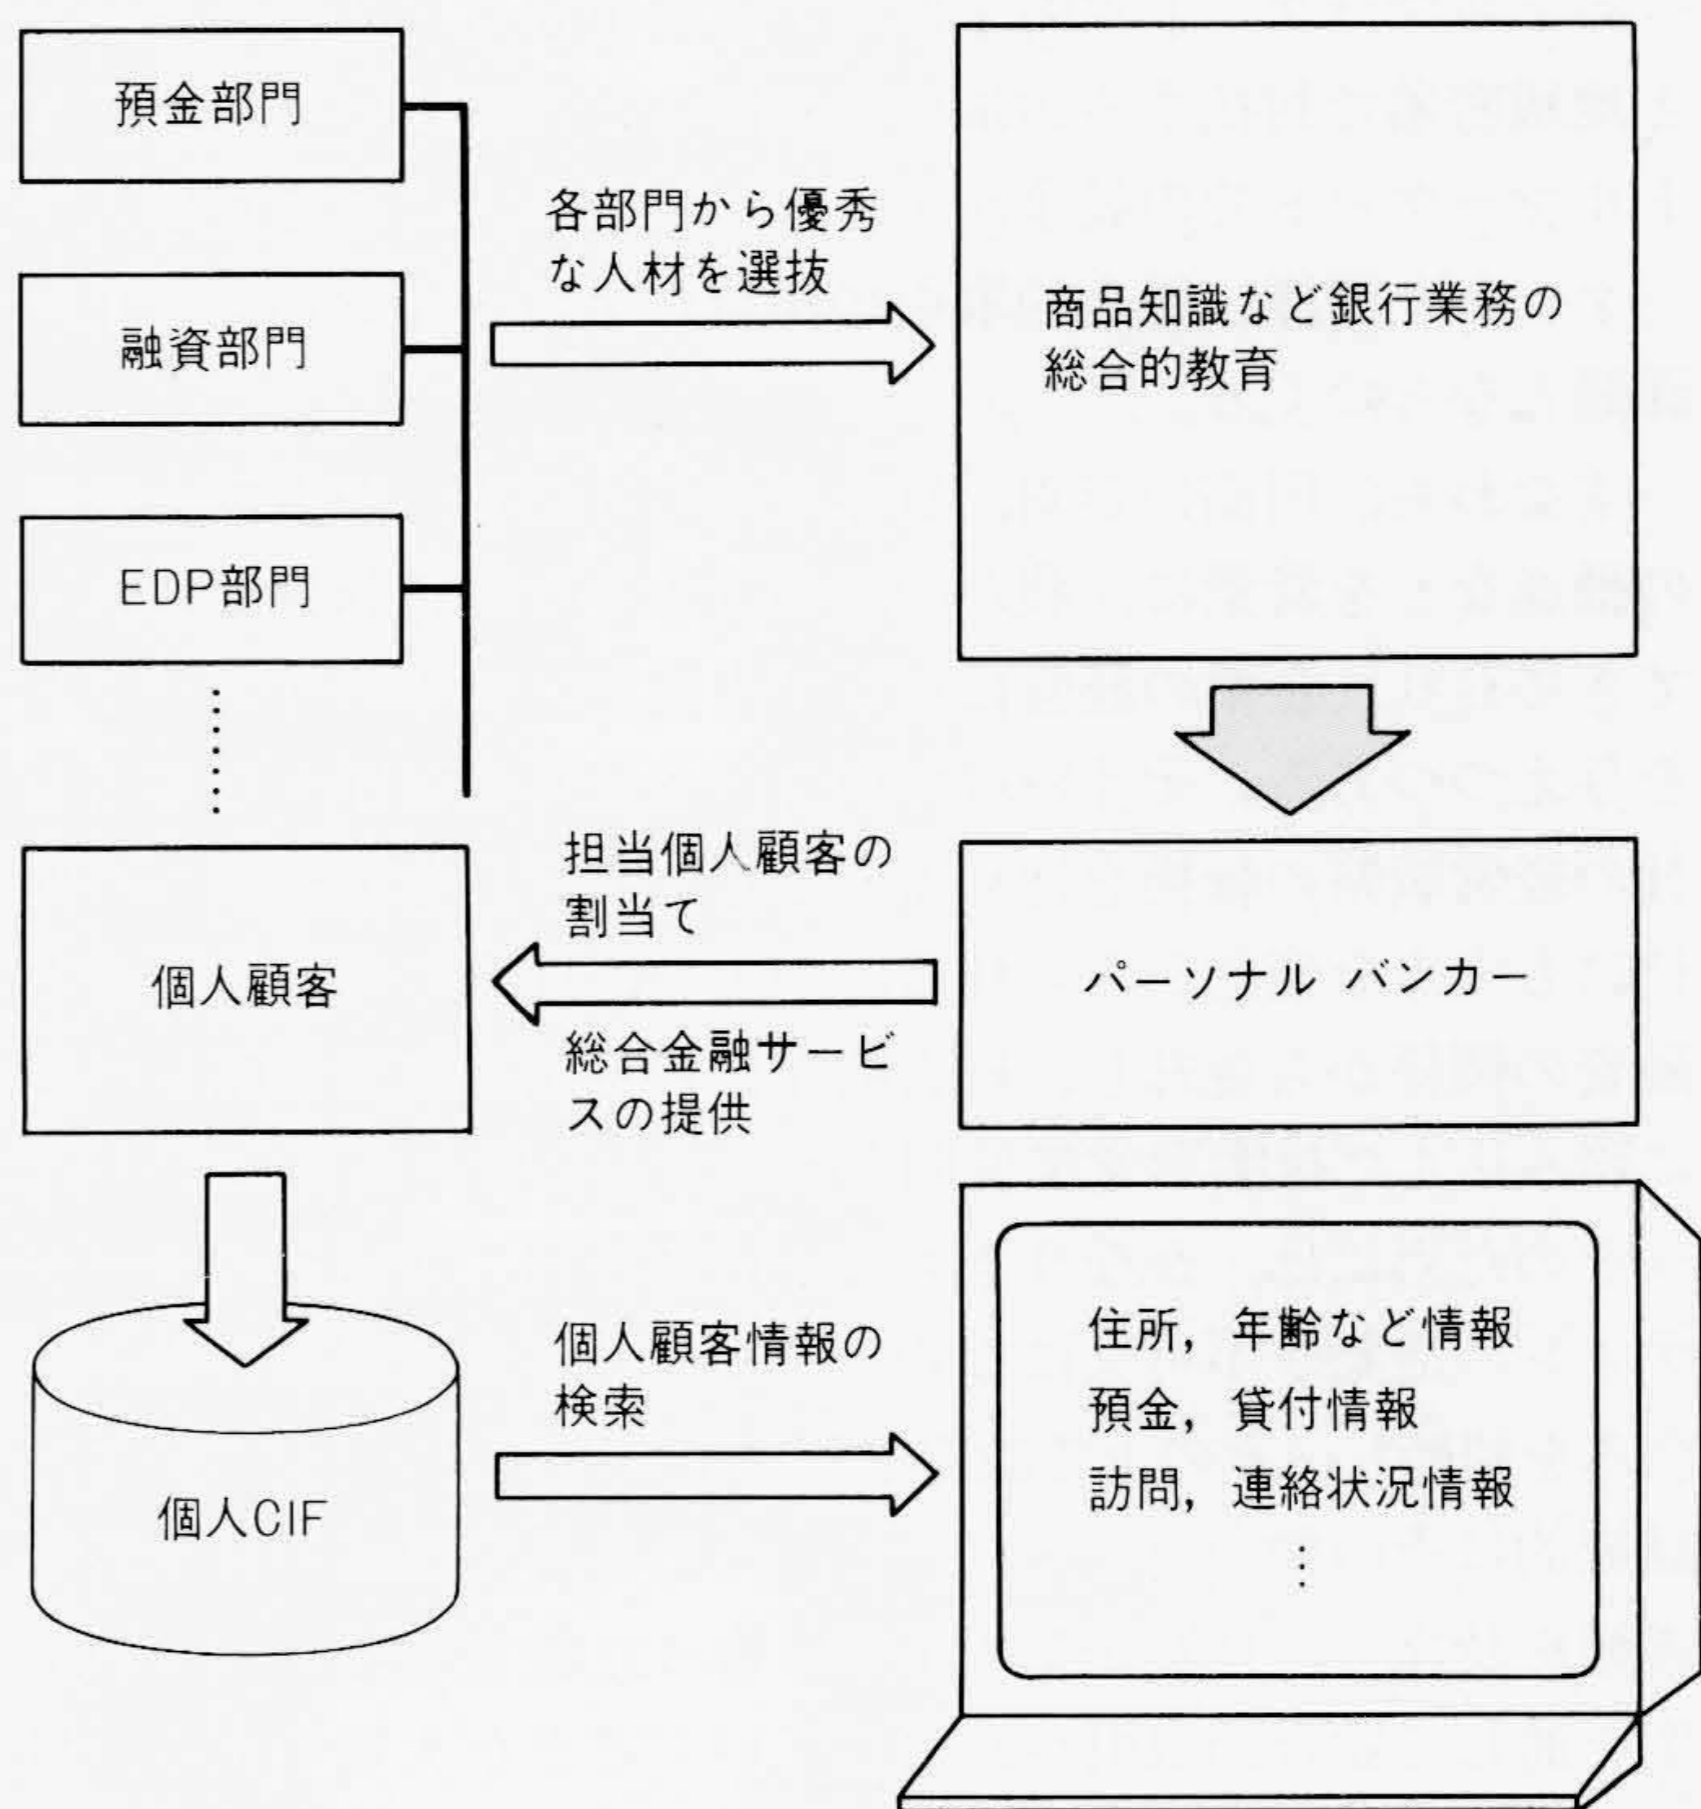 預金部門
融資部門
EDP部門
各部門から優秀
な人材を選抜
商品知識など銀行業務の
総合的教育
個人顧客
担当個人顧客の
割当て
総合金融サービ
スの提供
パーソナル バンカー
個人CIF
個人顧客情報の
検索
住所, 年齢など情報
預金, 貸付情報
訪問, 連絡状況情報